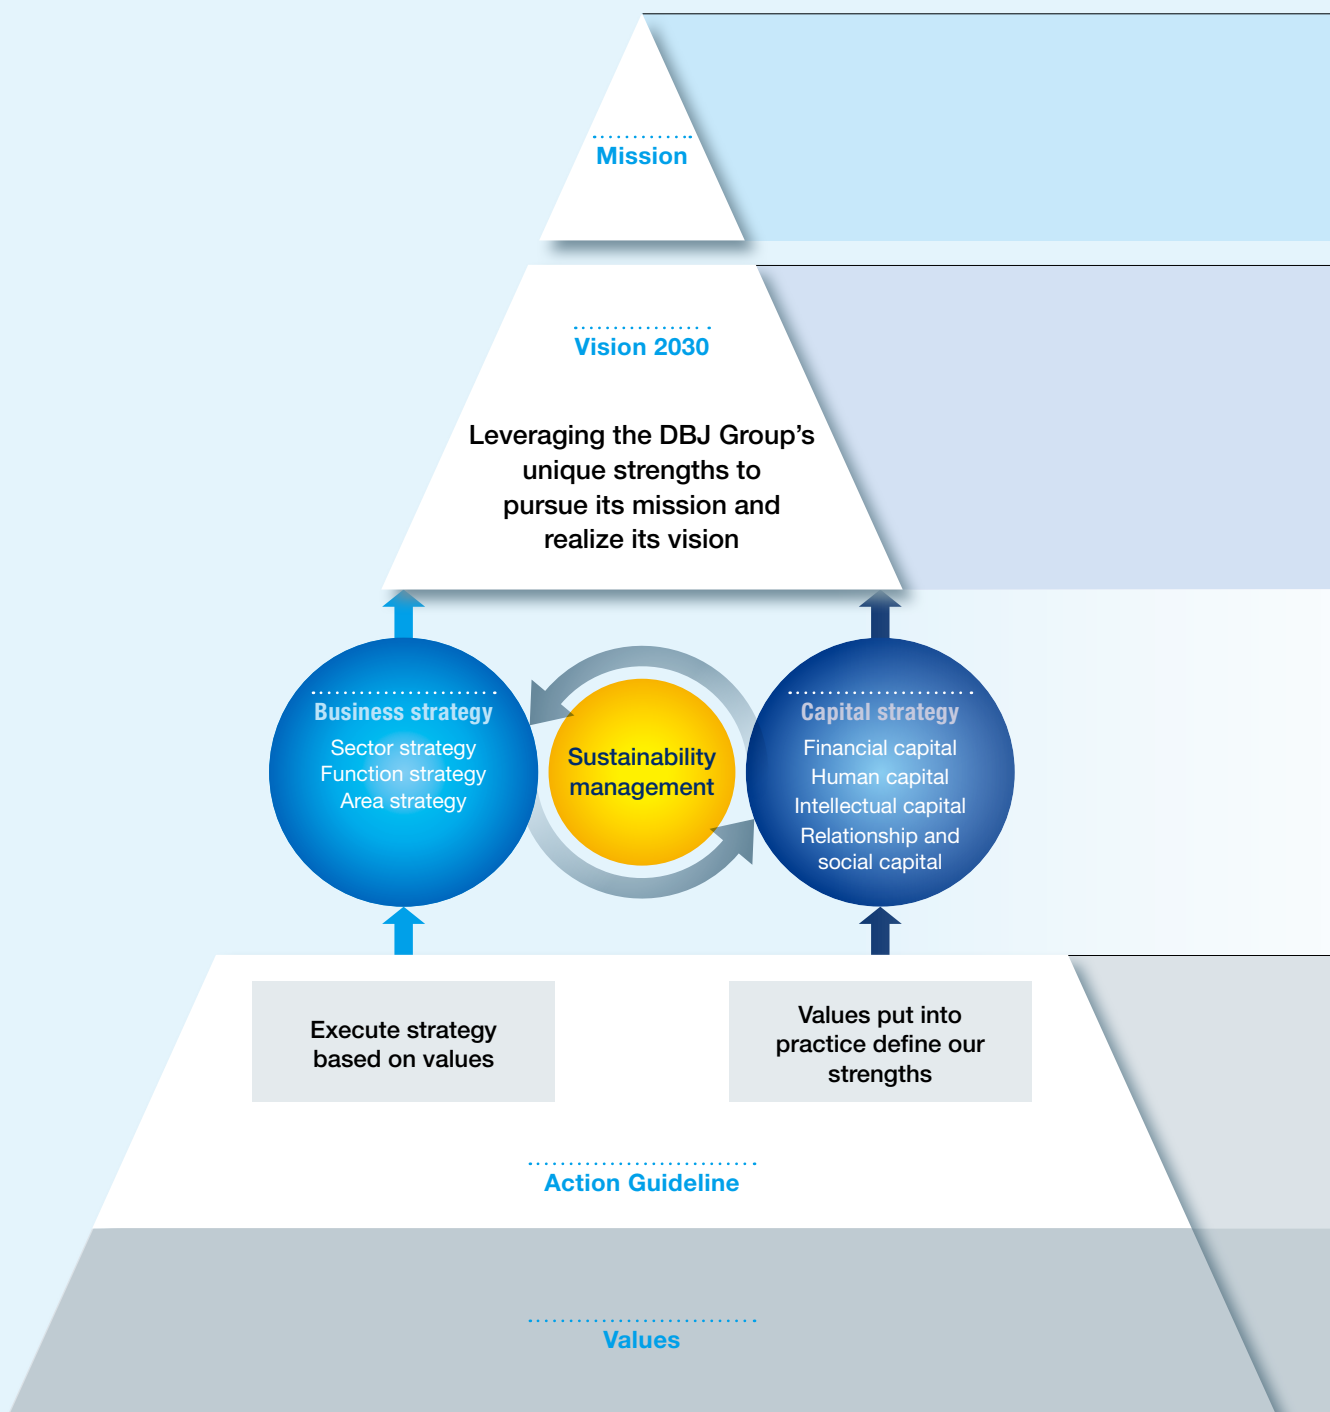 Mission
Vision 2030
Leveraging the DBJ Group’s
unique strengths to
pursue its mission and
realize its vision
Business strategy
Sector strategy
Function strategy
Area strategy
Sustainability
management
Capital strategy
Financial capital
Human capital
Intellectual capital
Relationship and
social capital
Execute strategy
based on values
Values put into
practice define our
strengths
Action Guideline
Values